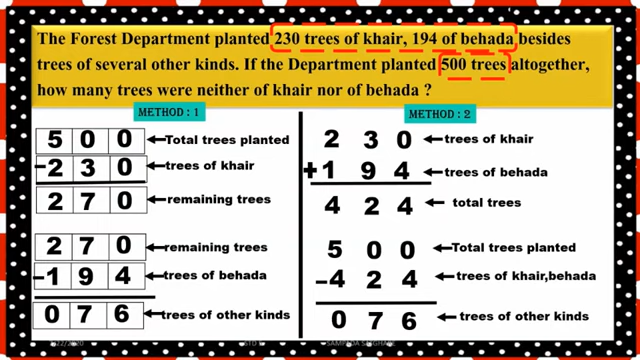 The Forest Department planted 230 trees of khair, 194 of behada besides
trees of several other kinds. If the Department planted 500 trees altogether,
how many trees were neither of khair nor of behada ?
METHOD : 1
5 0 0 ← Total trees planted
-2 3 0 ← trees of khair
2 7 0 ← remaining trees
2 7 0 ← remaining trees
-1 9 4 ← trees of behada
0 7 6 ← trees of other kinds
METHOD : 2
2 3 0 ← trees of khair
+1 9 4 ← trees of behada
4 2 4 ← total trees
5 0 0 ← Total trees planted
-4 2 4 ← trees of khair,behada
0 7 6 ← trees of other kinds